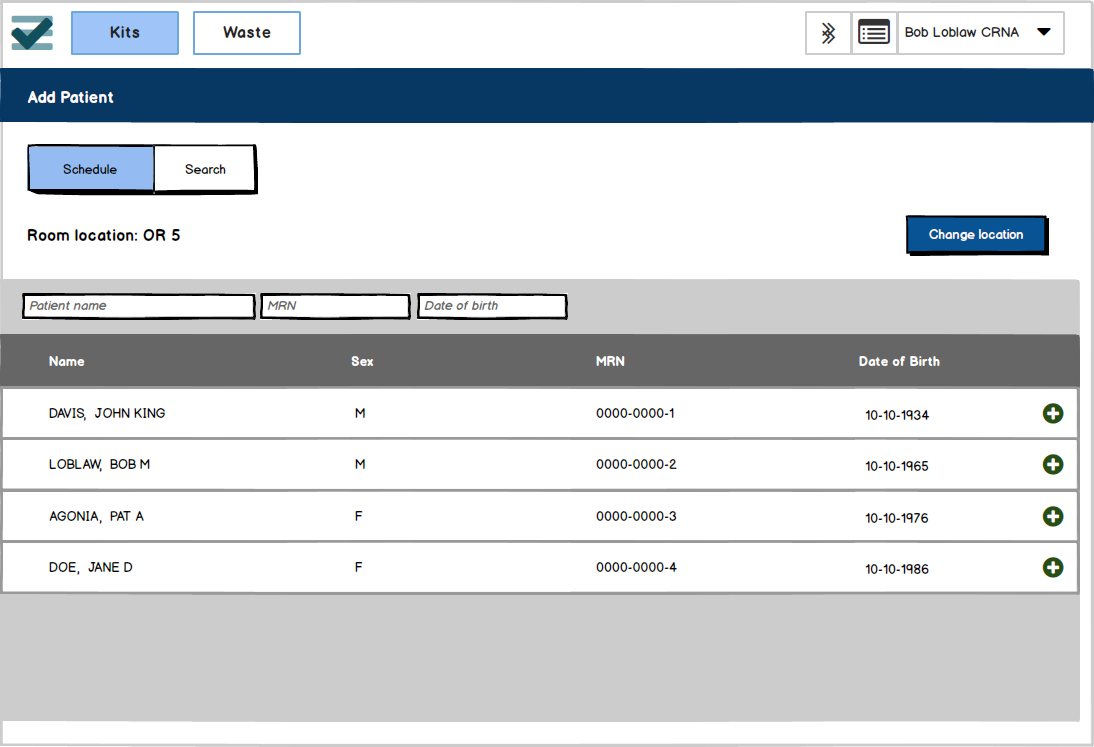 Kits Waste Bob Loblaw CRNA
Add Patient
Schedule Search
Room location: OR 5 Change location
Patient name MRN Date of birth
Name Sex MRN Date of Birth
DAVIS, JOHN KING M 0000-0000-1 10-10-1934
LOBLAW, BOB M M 0000-0000-2 10-10-1965
AGONIA, PAT A F 0000-0000-3 10-10-1976
DOE, JANE D F 0000-0000-4 10-10-1986